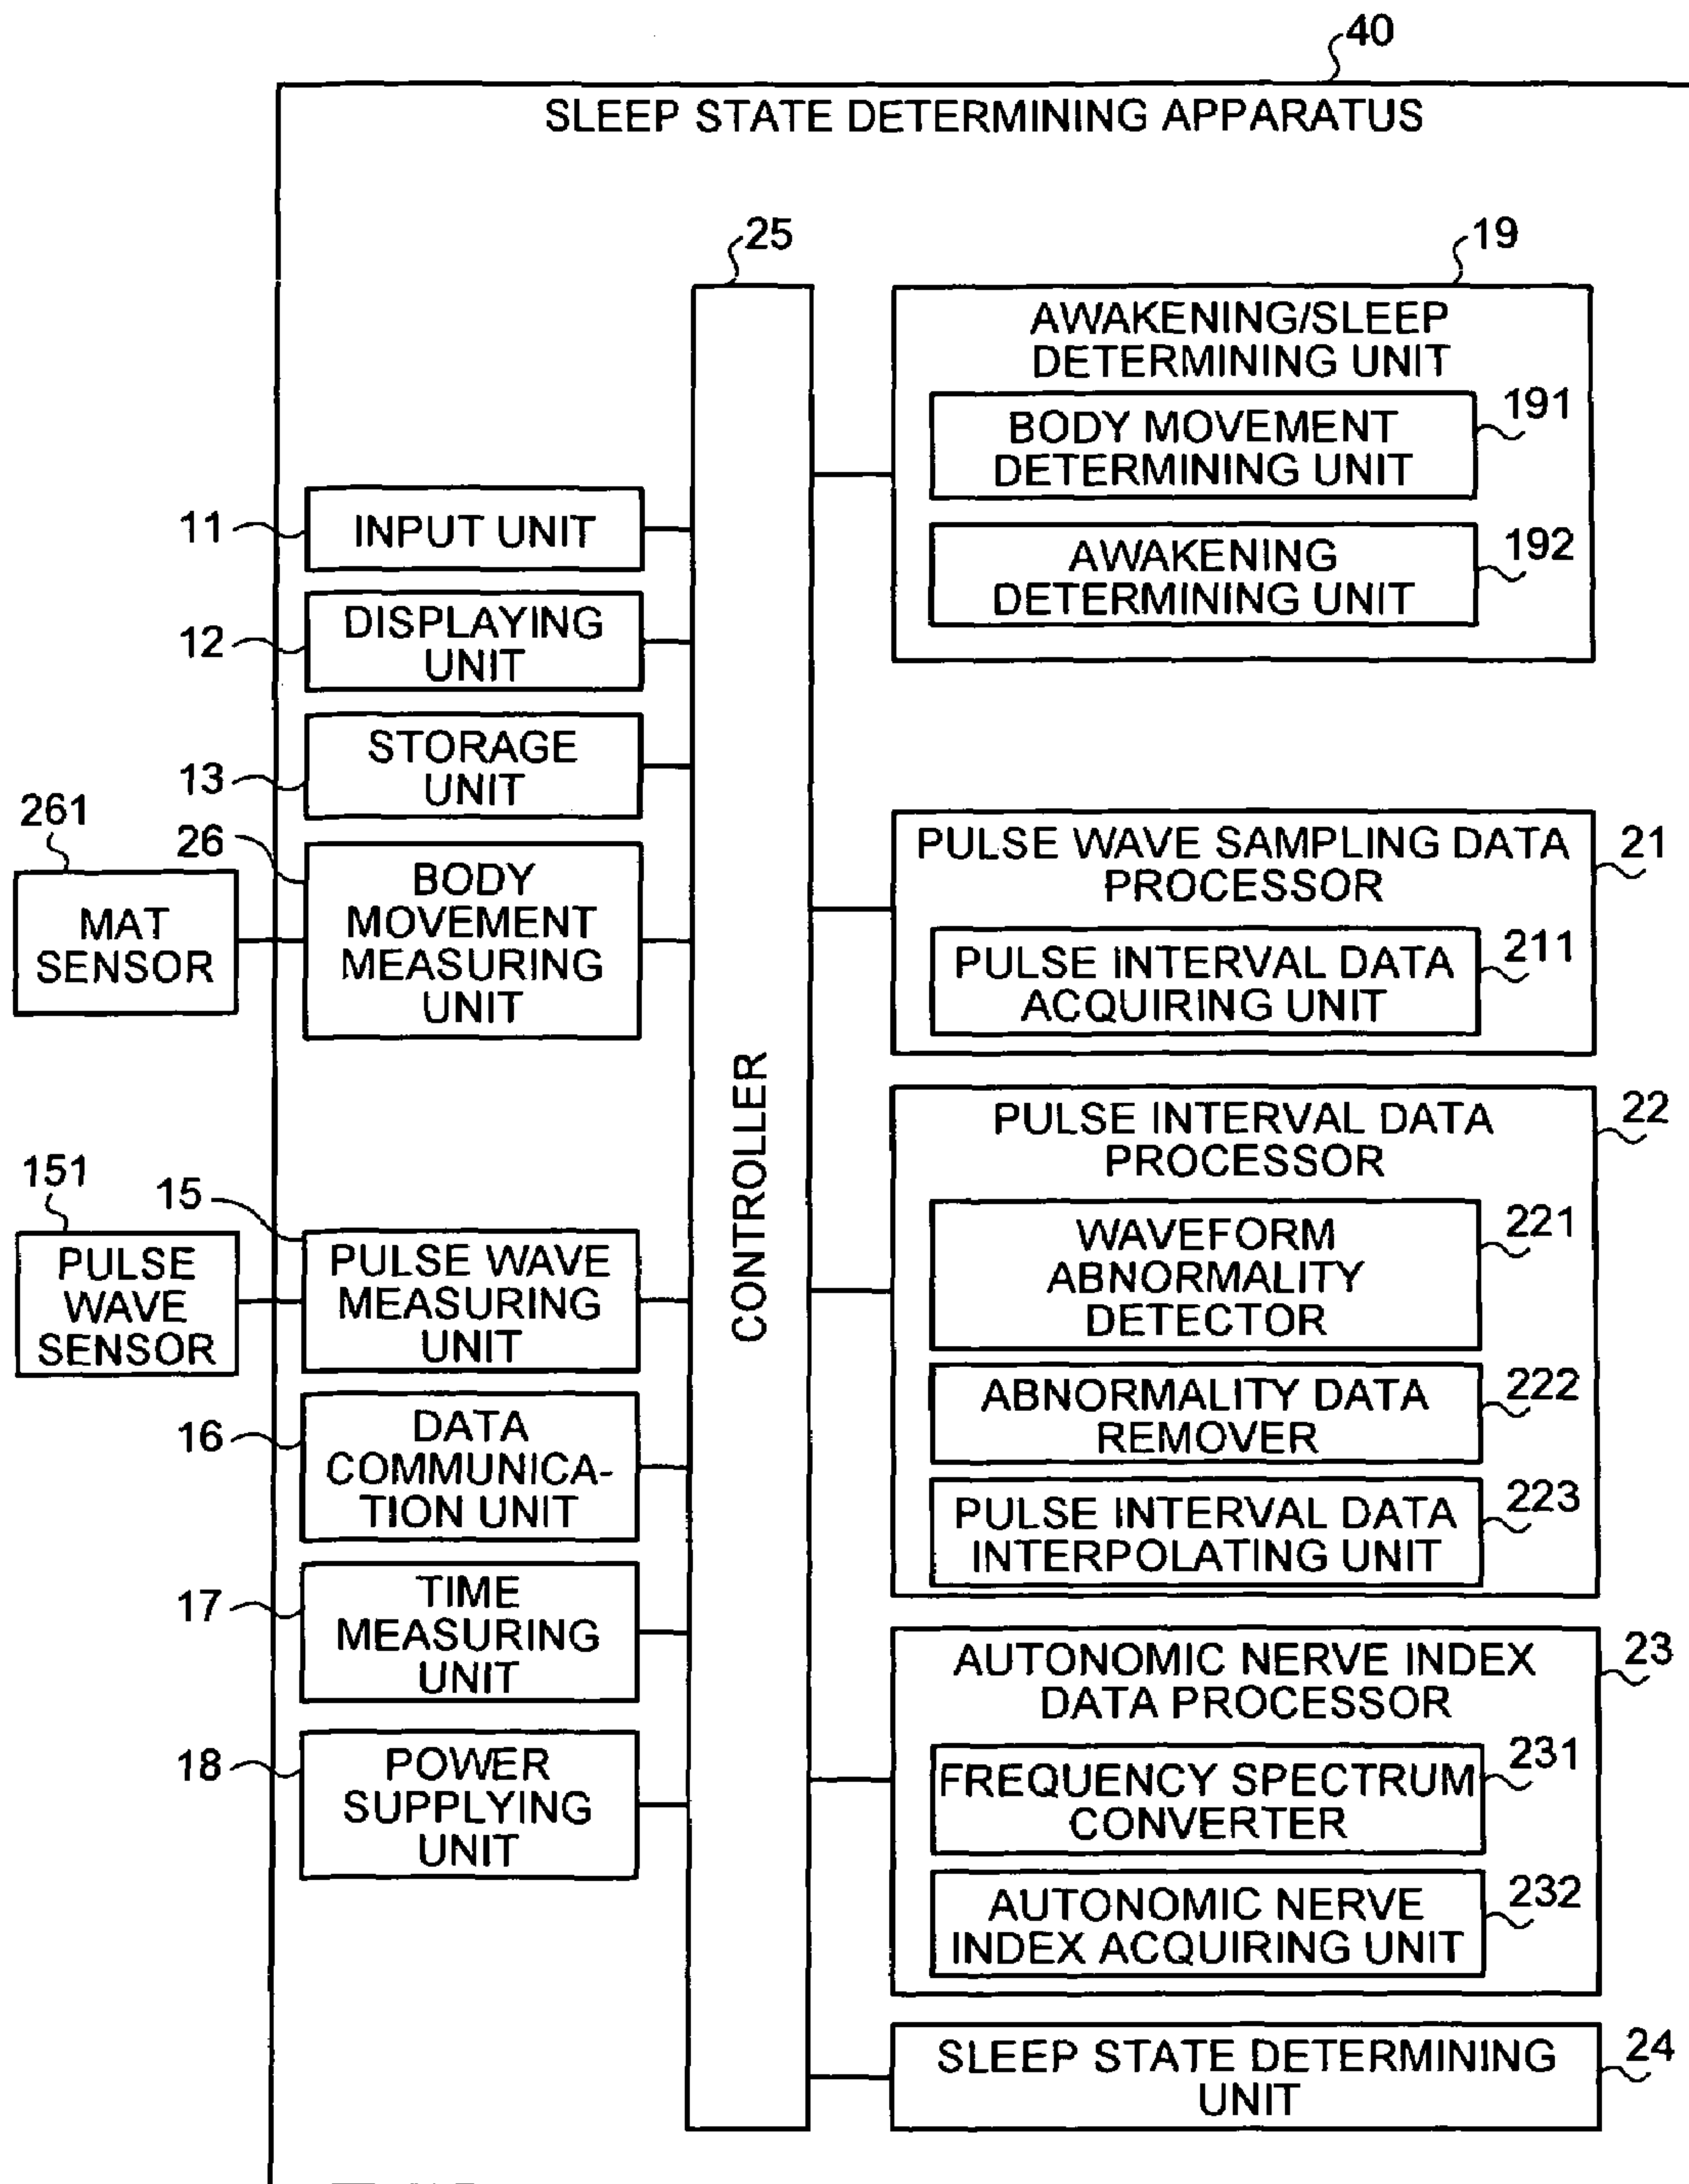 40
SLEEP STATE DETERMINING APPARATUS
25
19
AWAKENING/SLEEP
DETERMINING UNIT
BODY MOVEMENT
DETERMINING UNIT
191
AWAKENING
DETERMINING UNIT
192
11
INPUT UNIT
12
DISPLAYING
UNIT
13
STORAGE
UNIT
261
MAT
SENSOR
26
BODY
MOVEMENT
MEASURING
UNIT
151
PULSE
WAVE
SENSOR
15
PULSE WAVE
MEASURING
UNIT
16
DATA
COMMUNICA-
TION UNIT
17
TIME
MEASURING
UNIT
18
POWER
SUPPLYING
UNIT
CONTROLLER
PULSE WAVE SAMPLING DATA
PROCESSOR
21
PULSE INTERVAL DATA
ACQUIRING UNIT
211
PULSE INTERVAL DATA
PROCESSOR
22
WAVEFORM
ABNORMALITY
DETECTOR
221
ABNORMALITY DATA
REMOVER
222
PULSE INTERVAL DATA
INTERPOLATING UNIT
223
AUTONOMIC NERVE INDEX
DATA PROCESSOR
23
FREQUENCY SPECTRUM
CONVERTER
231
AUTONOMIC NERVE
INDEX ACQUIRING UNIT
232
SLEEP STATE DETERMINING
UNIT
24